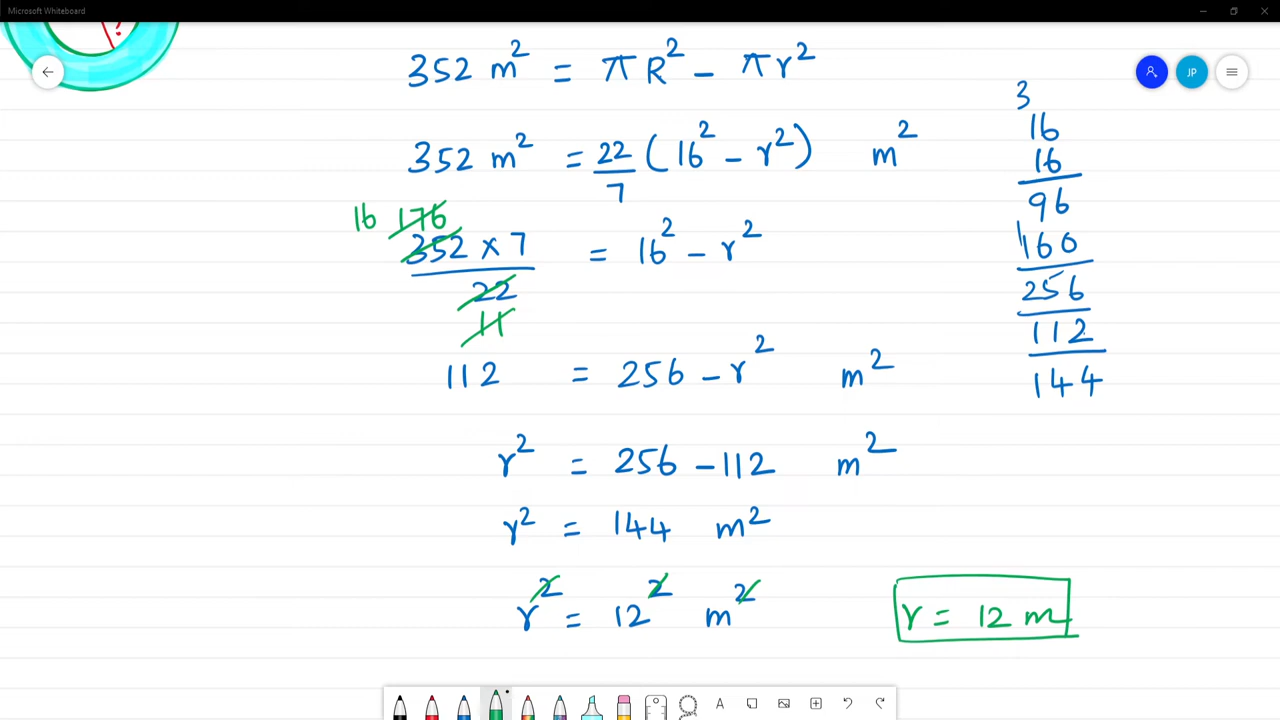 Microsoft Whiteboard
?
JP
352 m² = πR² - πr²
352 m² = 22/7 (16² - r²) m²
16 176
352 × 7 / 22 = 16² - r²
11
112 = 256 - r² m²
r² = 256 - 112 m²
r² = 144 m²
r² = 12² m²
r = 12 m
3
16
16
96
1
160
256
112
144
A